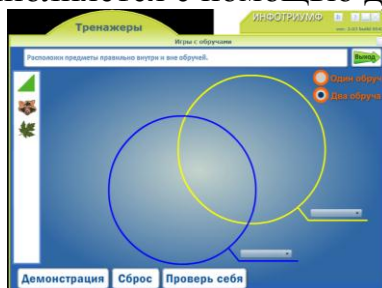 Тренажеры
ИНФОТРИУМФ
Игры с обручами
Расположи предметы правильно внутри и вне обручей.
Выход
Один обруч
Два обруча
Демонстрация Сброс Проверь себя